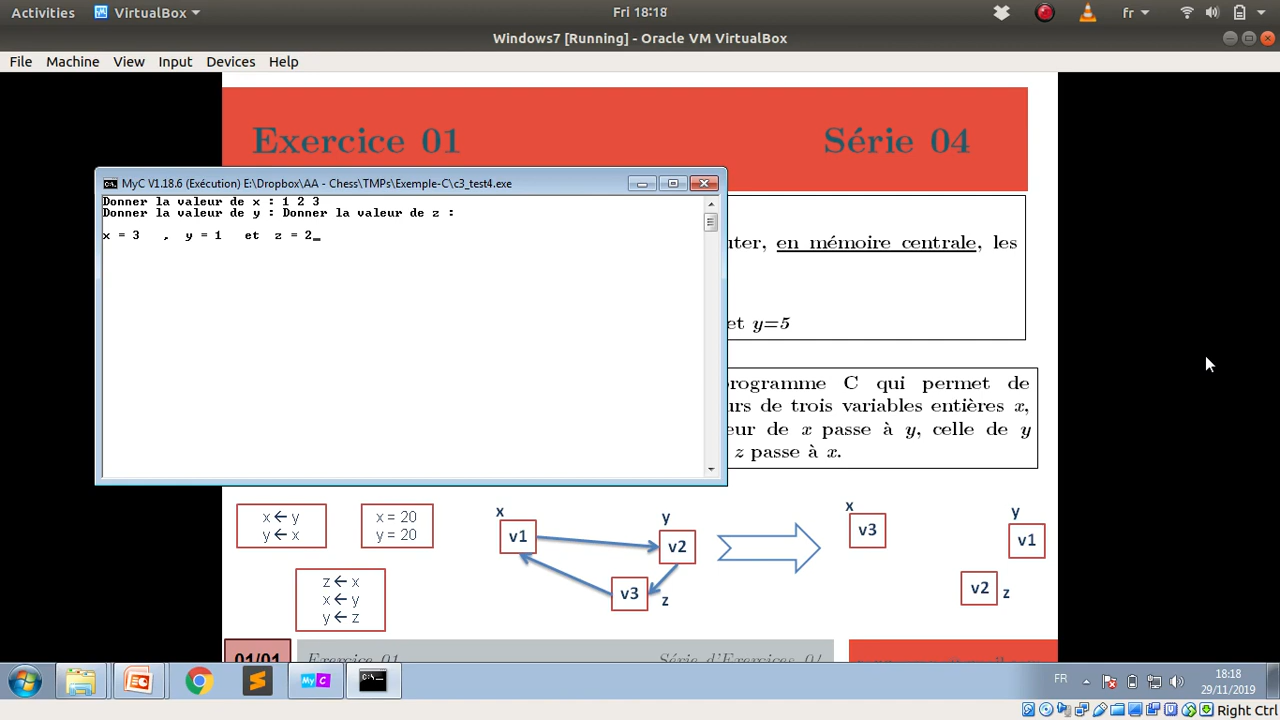 Activities VirtualBox Fri 18:18 fr
Windows7 [Running] - Oracle VM VirtualBox
File Machine View Input Devices Help
Exercice 01 Série 04
MyC V1.18.6 (Exécution) E:\Dropbox\AA - Chess\TMPs\Exemple-C\c3_test4.exe
Donner la valeur de x : 1 2 3
Donner la valeur de y : Donner la valeur de z :
x = 3 , y = 1 et z = 2_
uter, en mémoire centrale, les
et y=5
programme C qui permet de
urs de trois variables entières x,
eur de x passe à y, celle de y
z passe à x.
x ← y
y ← x
x = 20
y = 20
z ← x
x ← y
y ← z
x
v1
y
v2
v3
z
x
v3
y
v1
v2
z
01/01 Exercice 01 Série d'Exercices 04
MyC
FR
18:18
29/11/2019
Right Ctrl